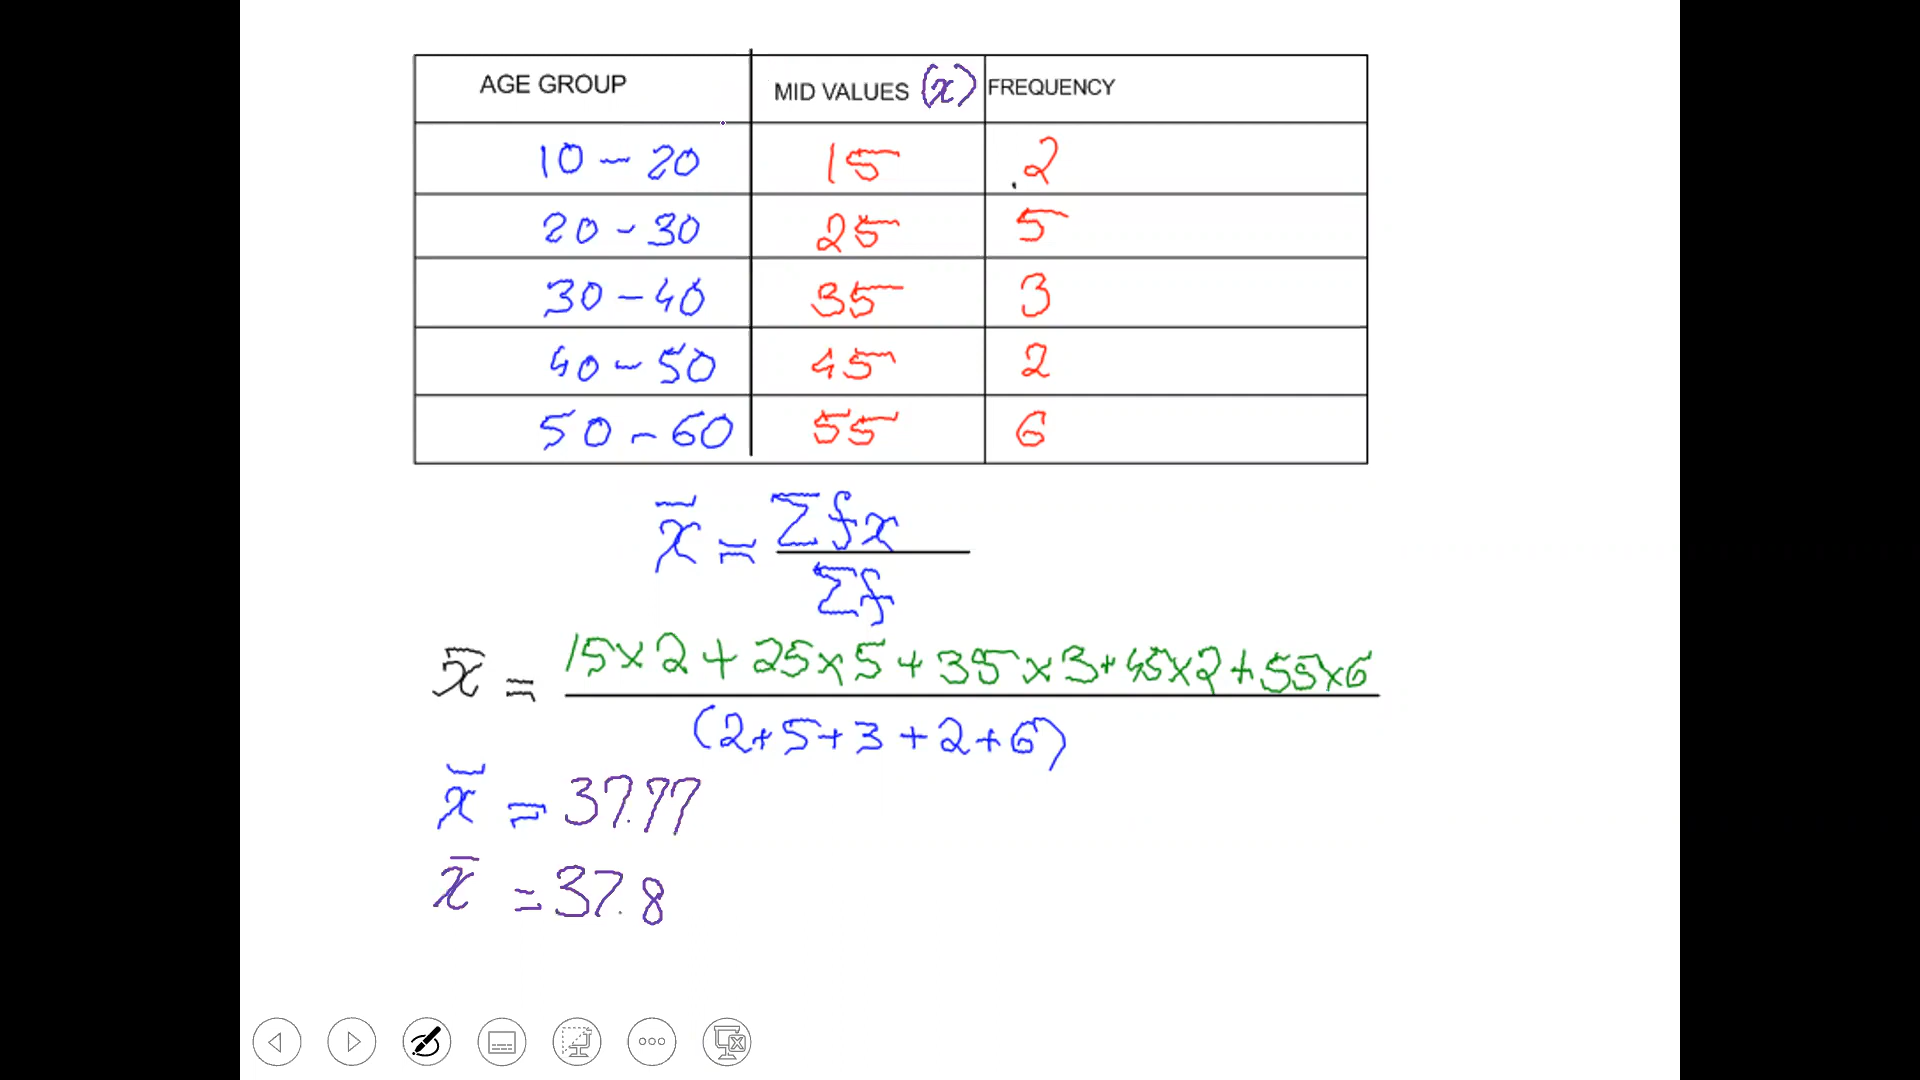 AGE GROUP MID VALUES (x) FREQUENCY
10 - 20 15 2
20 - 30 25 5
30 - 40 35 3
40 - 50 45 2
50 - 60 55 6
x̄ = Σfx
Σf
x̄ = 15×2 + 25×5 + 35×3 + 45×2 + 55×6
(2+5+3+2+6)
x̄ = 37.77
x̄ = 37.8